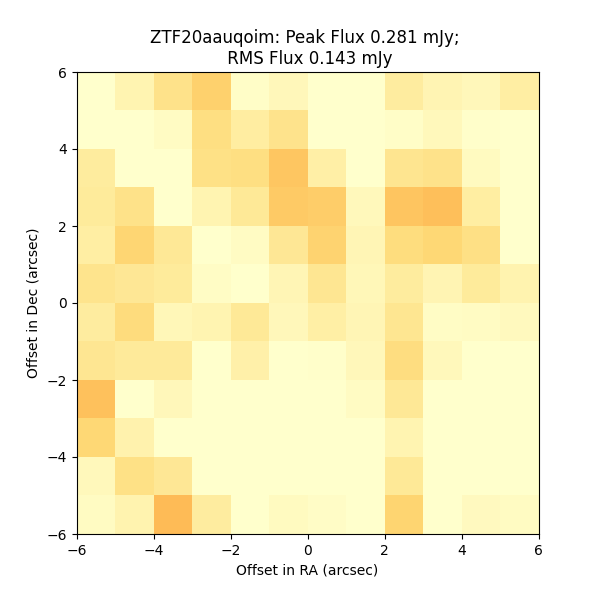 ZTF20aauqoim: Peak Flux 0.281 mJy;
RMS Flux 0.143 mJy
6
4
2
0
−2
−4
−6
Offset in Dec (arcsec)
−6 −4 −2 0 2 4 6
Offset in RA (arcsec)